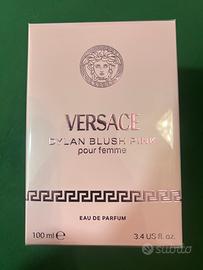 VERSACE
DYLAN BLUSH PINK
pour femme
EAU DE PARFUM
100 ml ℮ 3.4 US fl. oz.
subito